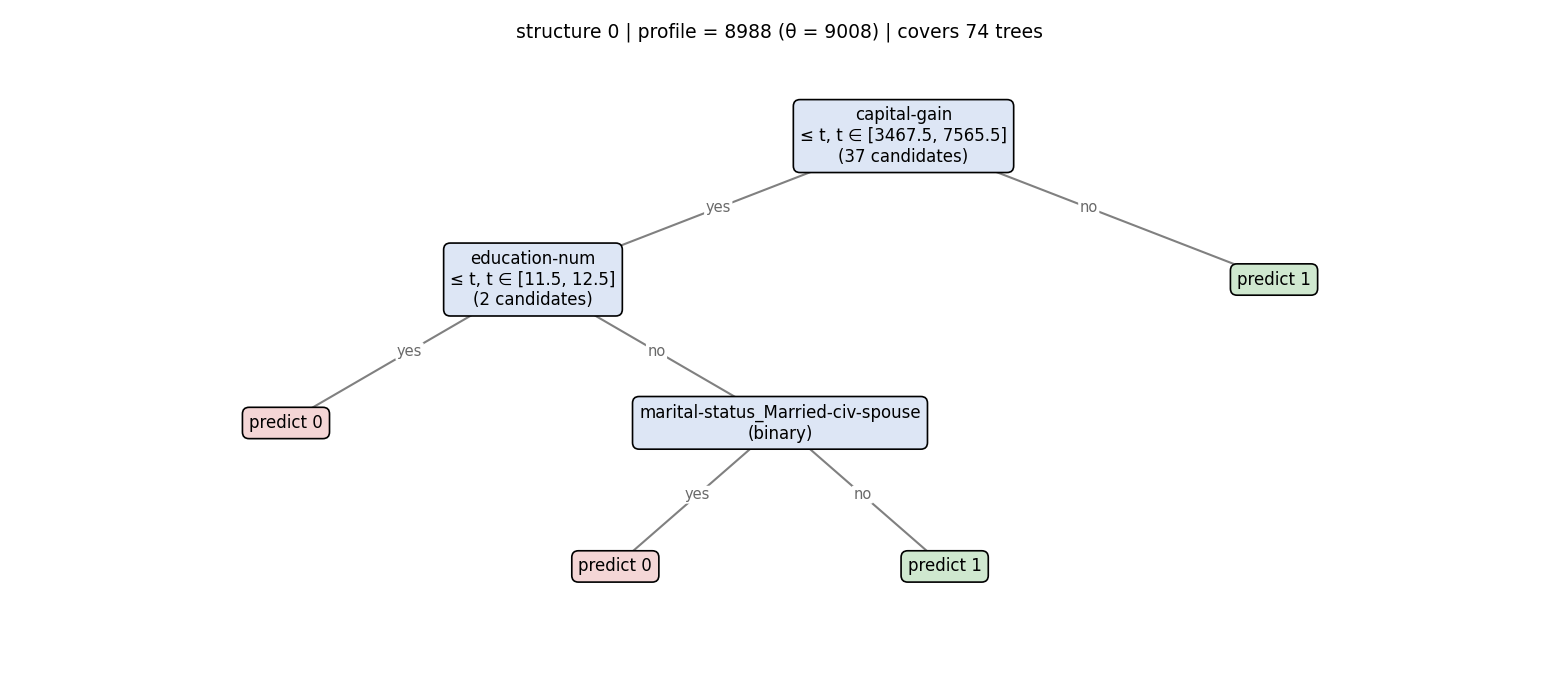 structure 0 | profile = 8988 (θ = 9008) | covers 74 trees
capital-gain
≤ t, t ∈ [3467.5, 7565.5]
(37 candidates)
yes
no
education-num
≤ t, t ∈ [11.5, 12.5]
(2 candidates)
predict 1
yes
no
predict 0
marital-status_Married-civ-spouse
(binary)
yes
no
predict 0
predict 1